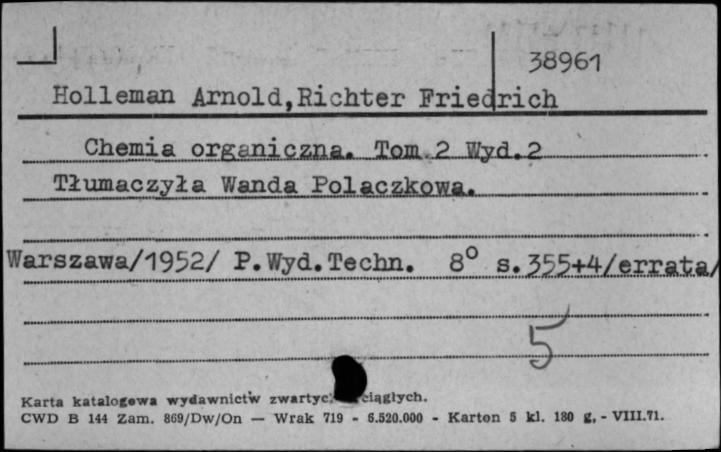 38961
Holleman Arnold,Richter Friedrich
Chemia organiczna. Tom 2 Wyd.2
Tłumaczyła Wanda Polaczkowa.
Warszawa/1952/ P.Wyd.Techn. 8° s.355+4/errata/
5
Karta katalogowa wydawnictw ciągłych.
CWD B 144 Zam. 869/Dw/On — Wrak 719 - 6.520.000 - Karton 5 kl. 180 g, - VIII.71.